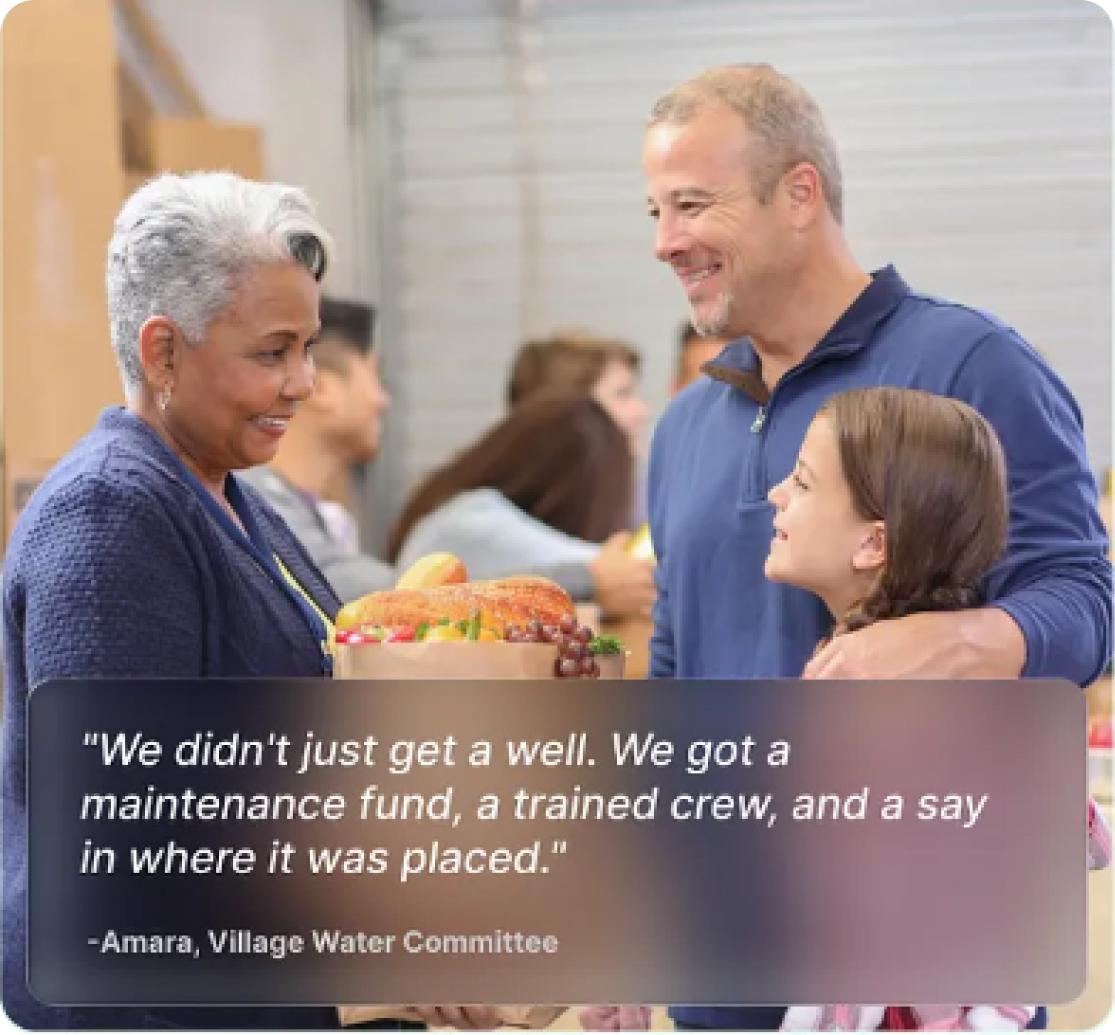 "We didn't just get a well. We got a
maintenance fund, a trained crew, and a say
in where it was placed."
-Amara, Village Water Committee